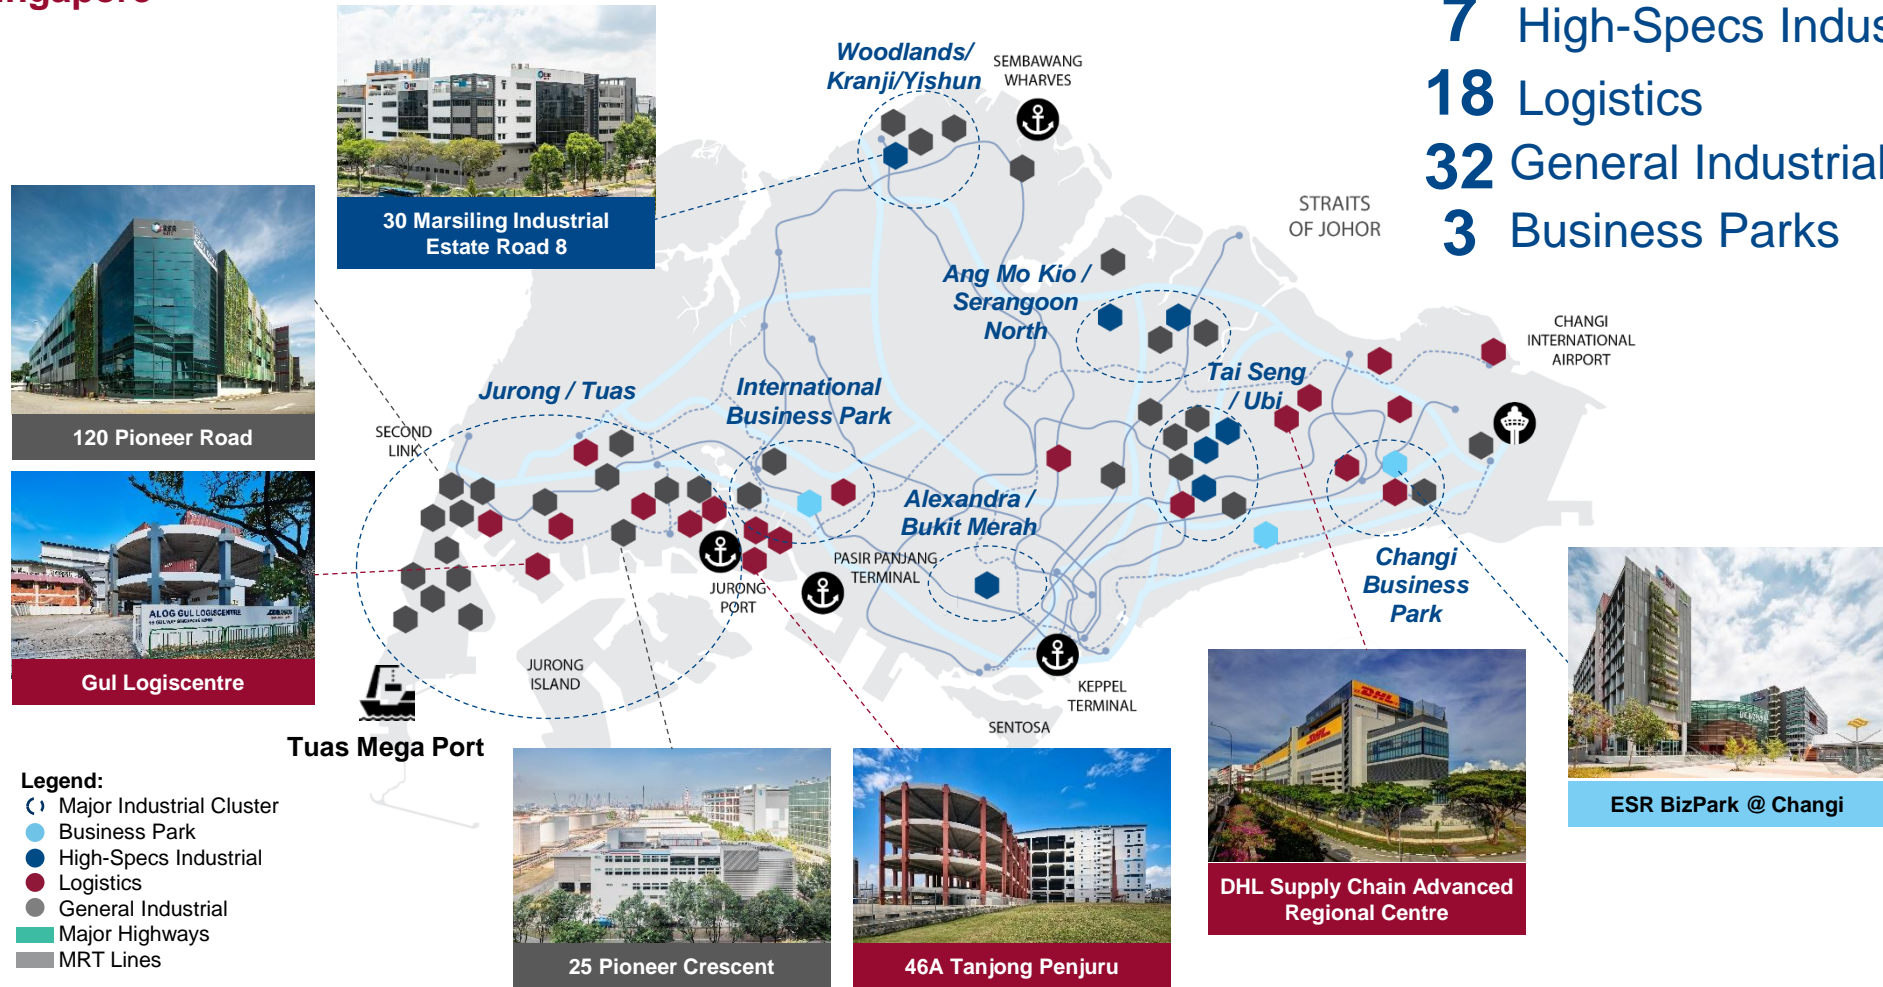 7 High-Specs Indus
18 Logistics
32 General Industrial
3 Business Parks
Woodlands/
Kranji/Yishun
SEMBAWANG
WHARVES
30 Marsiling Industrial
Estate Road 8
STRAITS
OF JOHOR
Ang Mo Kio /
Serangoon
North
CHANGI
INTERNATIONAL
AIRPORT
120 Pioneer Road
Jurong / Tuas
International
Business Park
Tai Seng
/ Ubi
SECOND
LINK
Alexandra /
Bukit Merah
PASIR PANJANG
TERMINAL
JURONG
PORT
Changi
Business
Park
ALOG GUL LOGISCENTRE
Gul Logiscentre
JURONG
ISLAND
KEPPEL
TERMINAL
SENTOSA
Tuas Mega Port
DHL
DHL
Legend:
Major Industrial Cluster
Business Park
High-Specs Industrial
Logistics
General Industrial
Major Highways
MRT Lines
25 Pioneer Crescent
46A Tanjong Penjuru
DHL Supply Chain Advanced
Regional Centre
ESR BizPark @ Changi